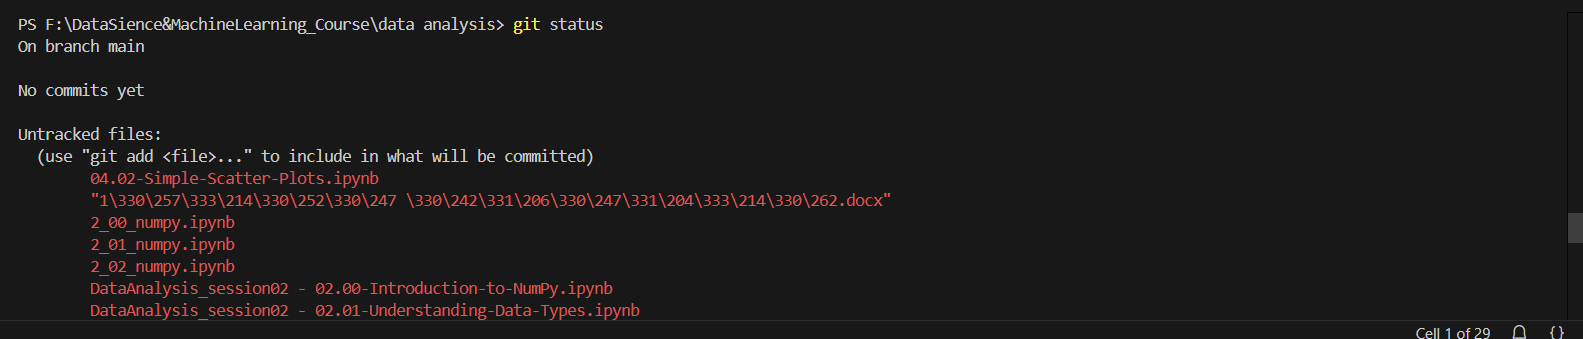 PS F:\DataSience&MachineLearning_Course\data analysis> git status
On branch main
No commits yet
Untracked files:
(use "git add <file>..." to include in what will be committed)
04.02-Simple-Scatter-Plots.ipynb
"1\330\257\333\214\330\252\330\247 \330\242\331\206\330\247\331\204\333\214\330\262.docx"
2_00_numpy.ipynb
2_01_numpy.ipynb
2_02_numpy.ipynb
DataAnalysis_session02 - 02.00-Introduction-to-NumPy.ipynb
DataAnalysis_session02 - 02.01-Understanding-Data-Types.ipynb
Cell 1 of 29 {}